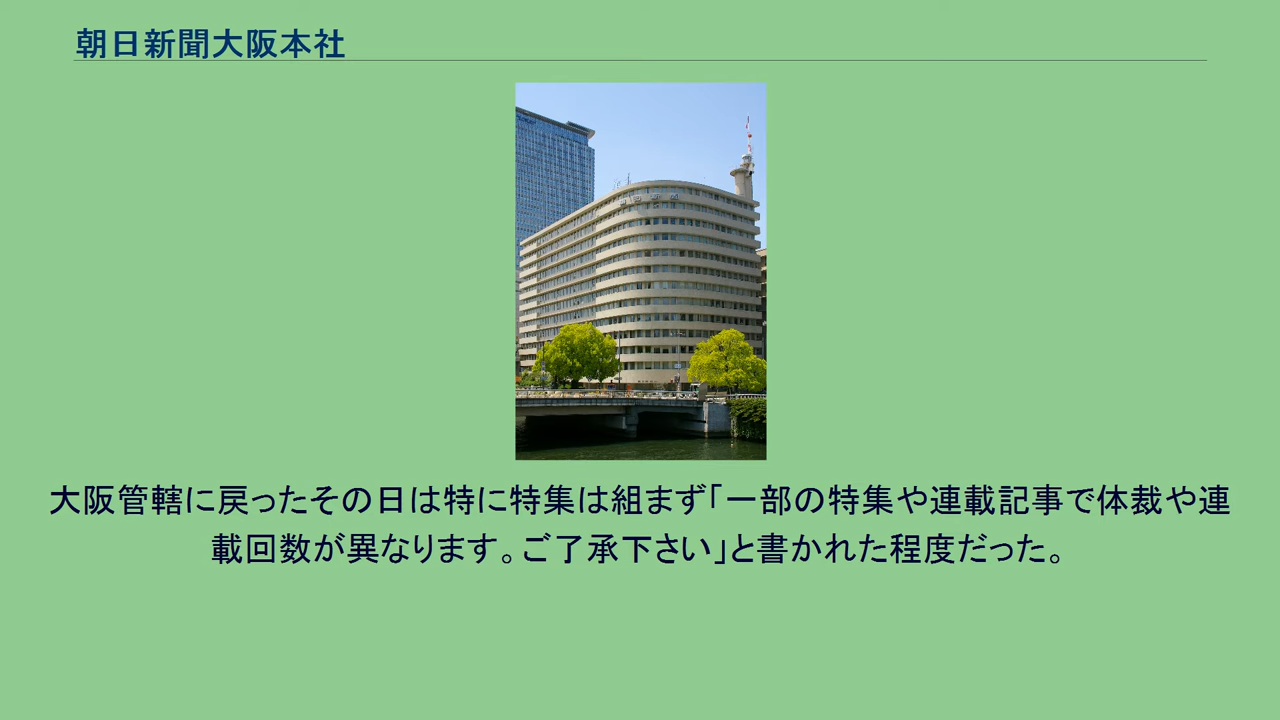 朝日新聞大阪本社
大阪管轄に戻ったその日は特に特集は組まず「一部の特集や連載記事で体裁や連
載回数が異なります。ご了承下さい」と書かれた程度だった。